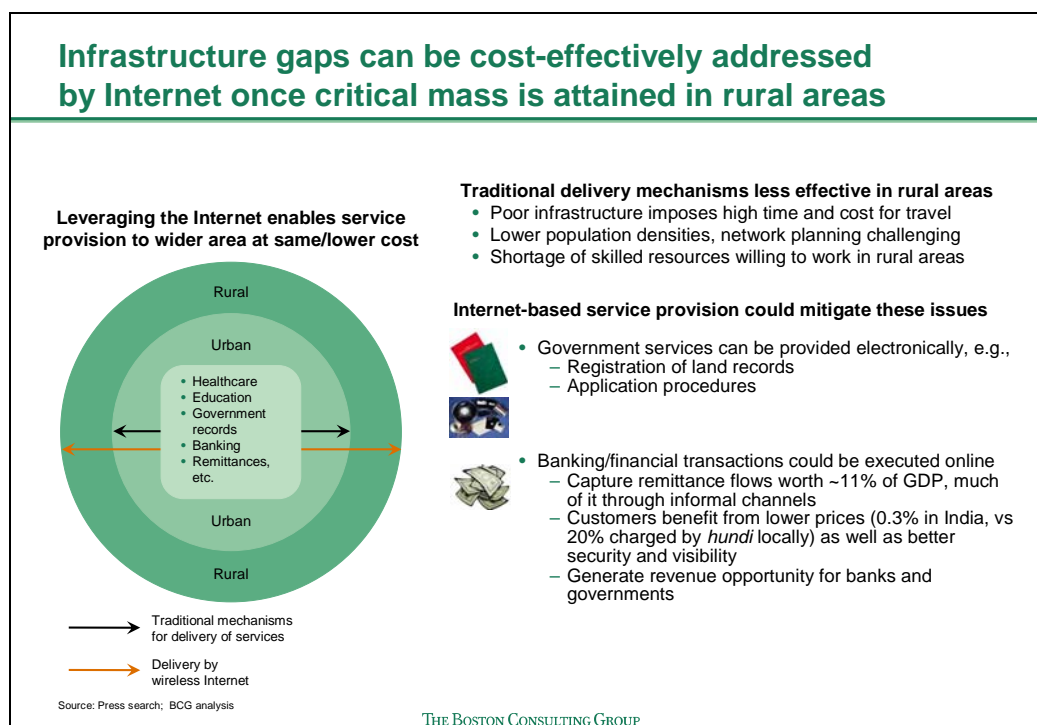 Infrastructure gaps can be cost-effectively addressed
by Internet once critical mass is attained in rural areas
Leveraging the Internet enables service
provision to wider area at same/lower cost
Rural
Urban
• Healthcare
• Education
• Government
records
• Banking
• Remittances,
etc.
Urban
Rural
Traditional mechanisms
for delivery of services
Delivery by
wireless Internet
Traditional delivery mechanisms less effective in rural areas
• Poor infrastructure imposes high time and cost for travel
• Lower population densities, network planning challenging
• Shortage of skilled resources willing to work in rural areas
Internet-based service provision could mitigate these issues
• Government services can be provided electronically, e.g.,
– Registration of land records
– Application procedures
• Banking/financial transactions could be executed online
– Capture remittance flows worth ~11% of GDP, much
of it through informal channels
– Customers benefit from lower prices (0.3% in India, vs
20% charged by hundi locally) as well as better
security and visibility
– Generate revenue opportunity for banks and
governments
Source: Press search; BCG analysis
THE BOSTON CONSULTING GROUP